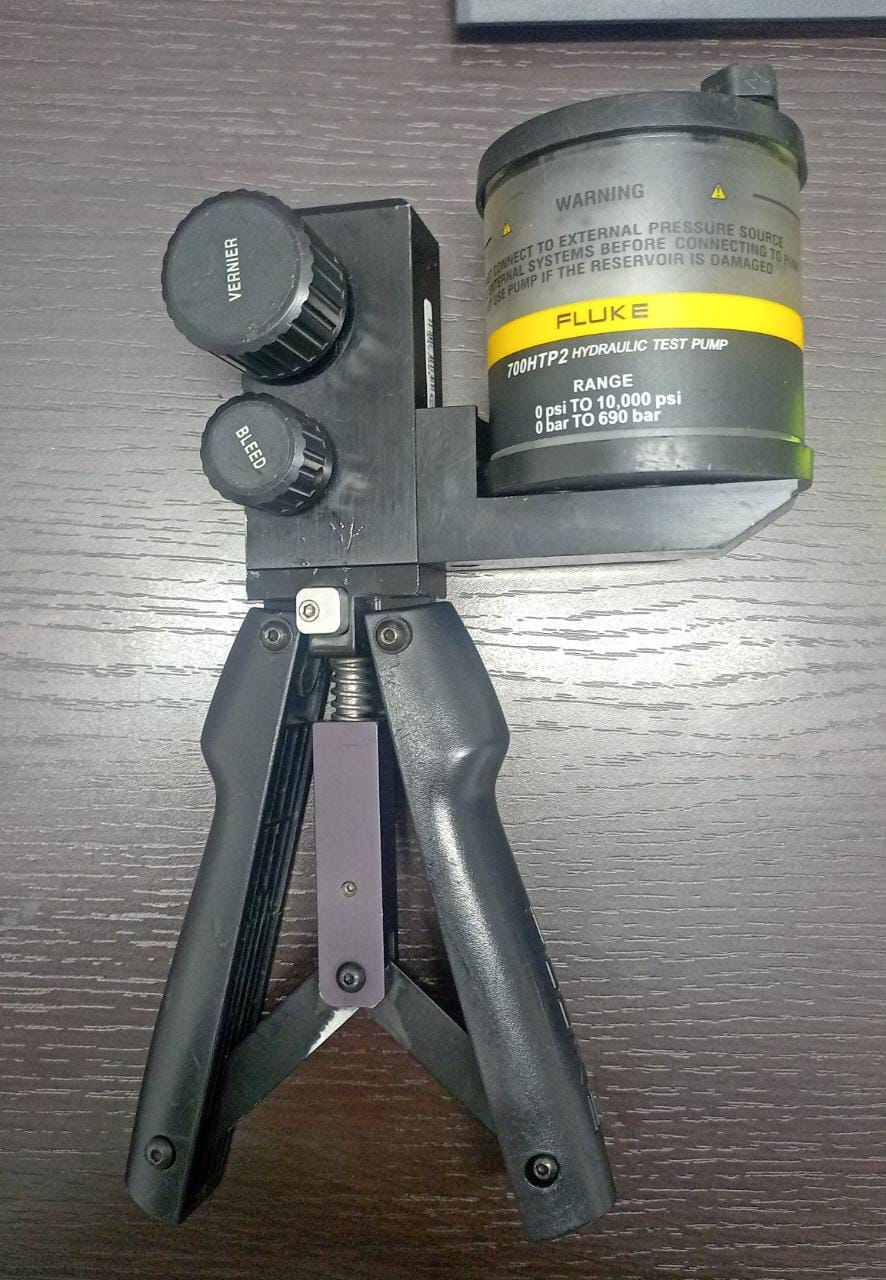 VERNIER
BLEED
WARNING
CONNECT TO EXTERNAL PRESSURE SOURCE
SYSTEMS BEFORE CONNECTING TO
USE PUMP IF THE RESERVOIR IS DAMAGED
FLUKE
700HTP2 HYDRAULIC TEST PUMP
RANGE
0 psi TO 10,000 psi
0 bar TO 690 bar